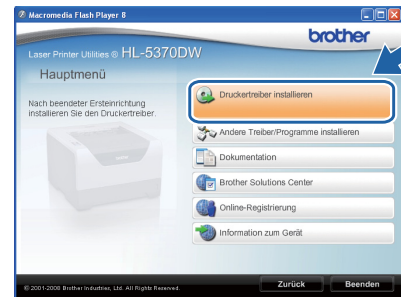 Macromedia Flash Player 8
brother
Laser Printer Utilities ® HL-5370DW
Hauptmenü
Nach beendeter Ersteinrichtung
installieren Sie den Druckertreiber.
Druckertreiber installieren
Andere Treiber/Programme installieren
Dokumentation
Brother Solutions Center
Online-Registrierung
Information zum Gerät
© 2001-2008 Brother Industries, Ltd. All Rights Reserved.
Zurück
Beenden